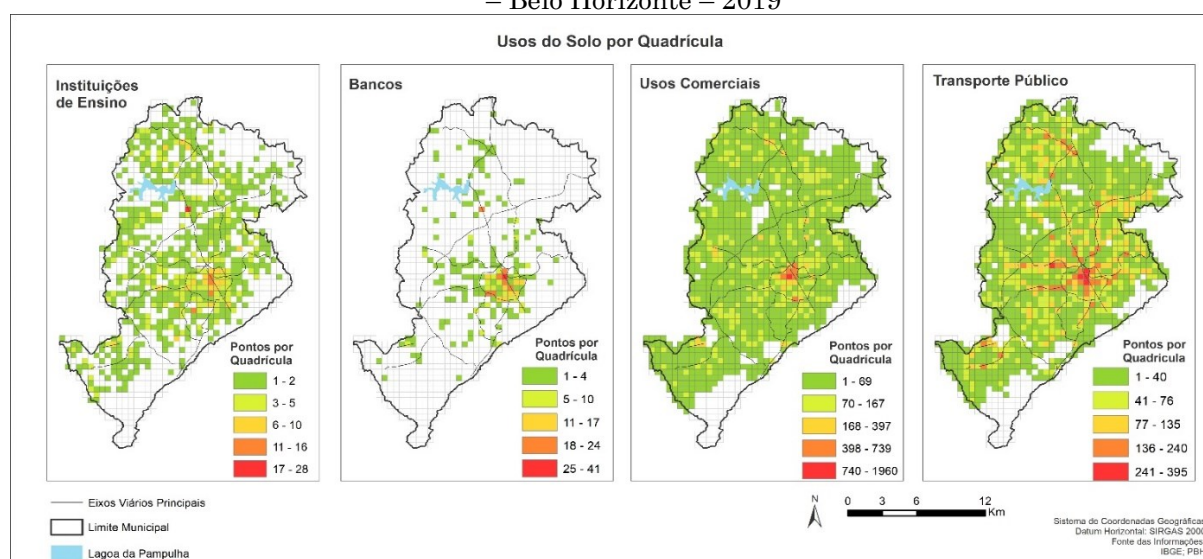 – Belo Horizonte – 2019
Usos do Solo por Quadrícula
Instituições
de Ensino
Pontos por
Quadrícula
1 - 2
3 - 5
6 - 10
11 - 16
17 - 28
Bancos
Pontos por
Quadrícula
1 - 4
5 - 10
11 - 17
18 - 24
25 - 41
Usos Comerciais
Pontos por
Quadrícula
1 - 69
70 - 167
168 - 397
398 - 739
740 - 1960
Transporte Público
Pontos por
Quadrícula
1 - 40
41 - 76
77 - 135
136 - 240
241 - 395
Eixos Viários Principais
Limite Municipal
Lagoa da Pampulha
N
0 3 6 12
Km
Sistema de Coordenadas Geográficas
Datum Horizontal: SIRGAS 2000
Fonte das Informações:
IBGE; PBH